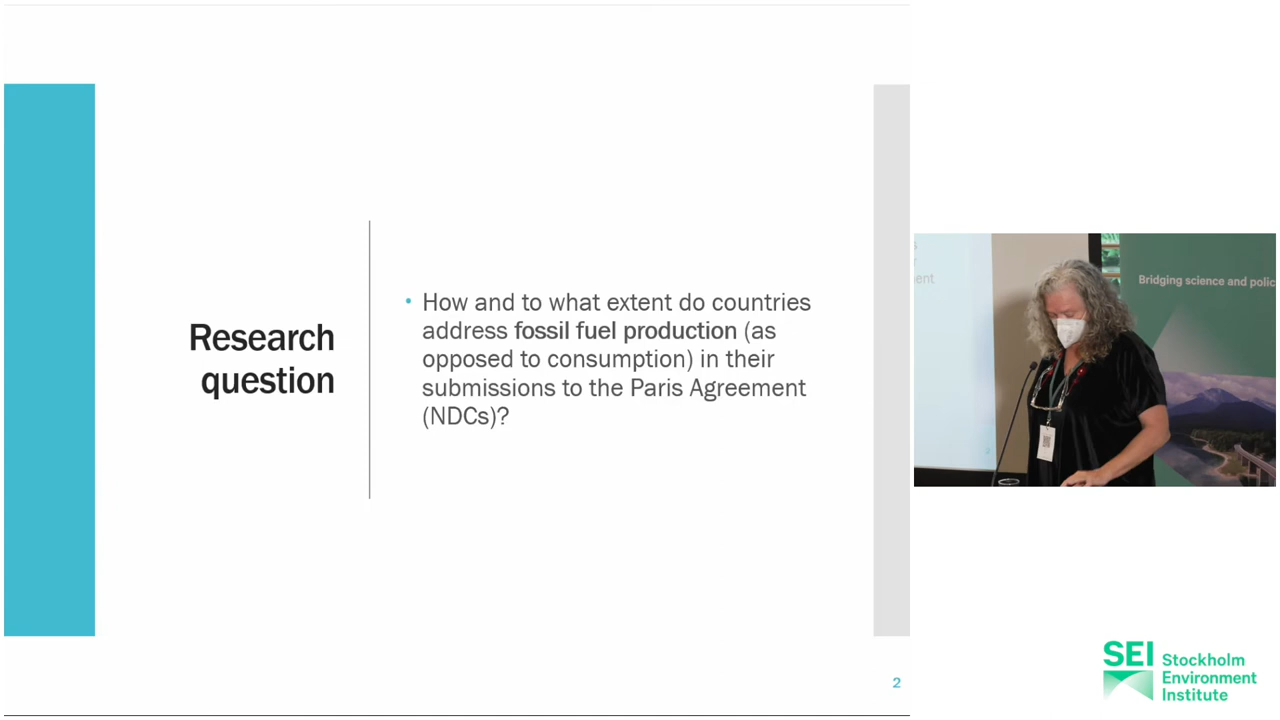 Research
question
• How and to what extent do countries
address fossil fuel production (as
opposed to consumption) in their
submissions to the Paris Agreement
(NDCs)?
2
Bridging science and polic
SEI Stockholm
Environment
Institute